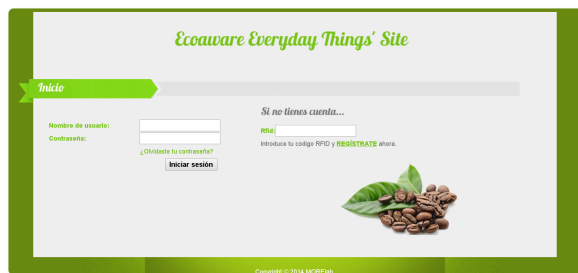 Ecoaware Everyday Things' Site
Inicio
Nombre de usuario:
Contraseña:
¿Olvidaste tu contraseña?
Iniciar sesión
Si no tienes cuenta...
Rfid:
Introduce tu código RFID y REGÍSTRATE ahora.
Copyright © 2014 MORElab